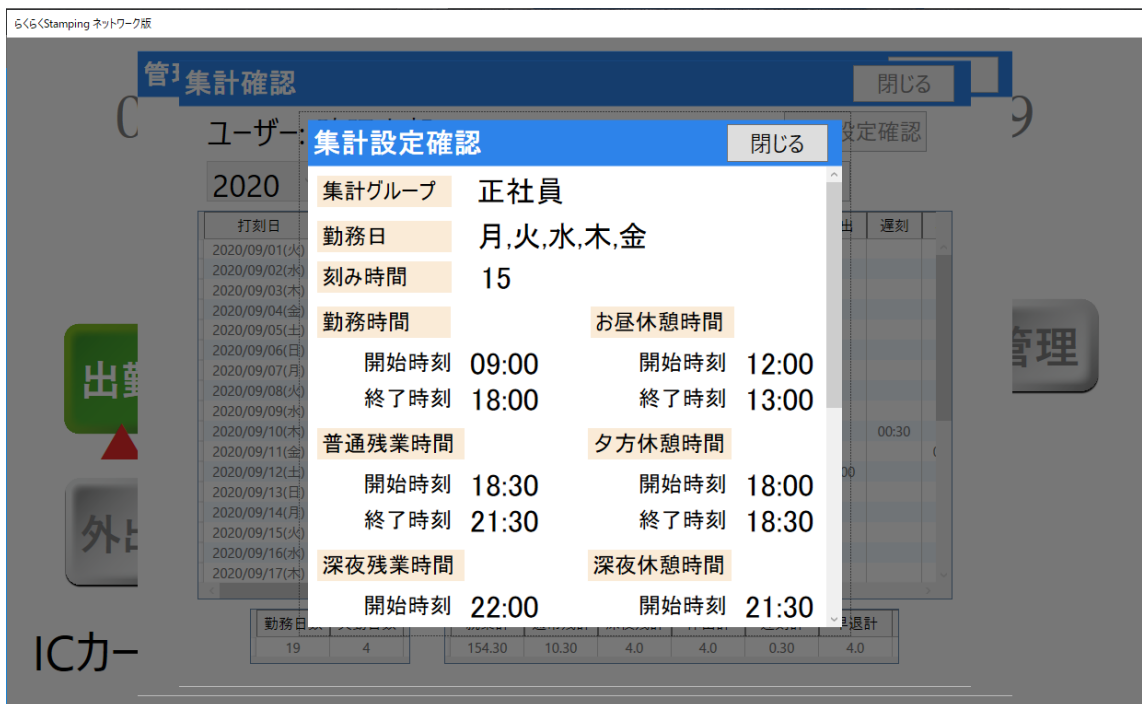 らくらくStamping ネットワーク版
集計確認
閉じる
ユーザー:
設定確認
集計設定確認
閉じる
2020
集計グループ 正社員
勤務日 月,火,水,木,金
刻み時間 15
勤務時間 お昼休憩時間
開始時刻 09:00 開始時刻 12:00
終了時刻 18:00 終了時刻 13:00
普通残業時間 夕方休憩時間
開始時刻 18:30 開始時刻 18:00
終了時刻 21:30 終了時刻 18:30
深夜残業時間 深夜休憩時間
開始時刻 22:00 開始時刻 21:30
打刻日 遅刻
2020/09/01(火)
2020/09/02(水)
2020/09/03(木)
2020/09/04(金)
2020/09/05(土)
2020/09/06(日)
2020/09/07(月)
2020/09/08(火)
2020/09/09(水)
2020/09/10(木) 00:30
2020/09/11(金)
2020/09/12(土)
2020/09/13(日)
2020/09/14(月)
2020/09/15(火)
2020/09/16(水)
2020/09/17(木)
19 4 154.30 10.30 4.0 4.0 0.30 4.0
出勤
外出
管理
ICカー